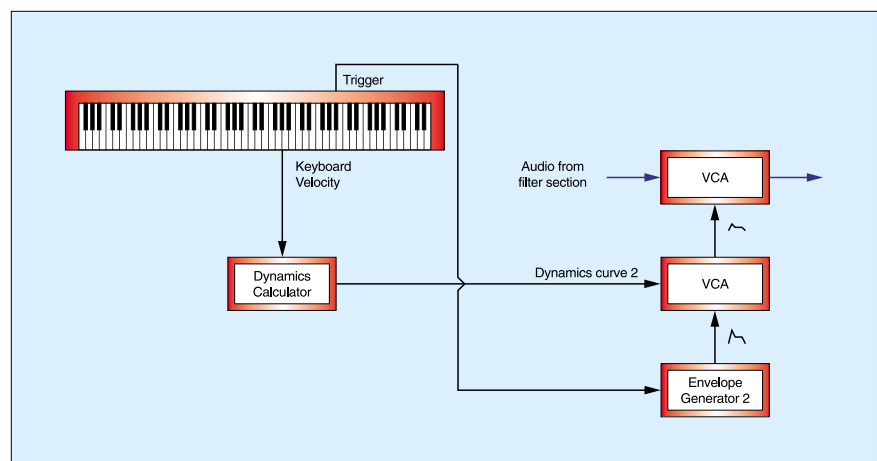 Trigger
Keyboard
Velocity
Audio from
filter section
VCA
Dynamics
Calculator
Dynamics curve 2
VCA
Envelope
Generator 2